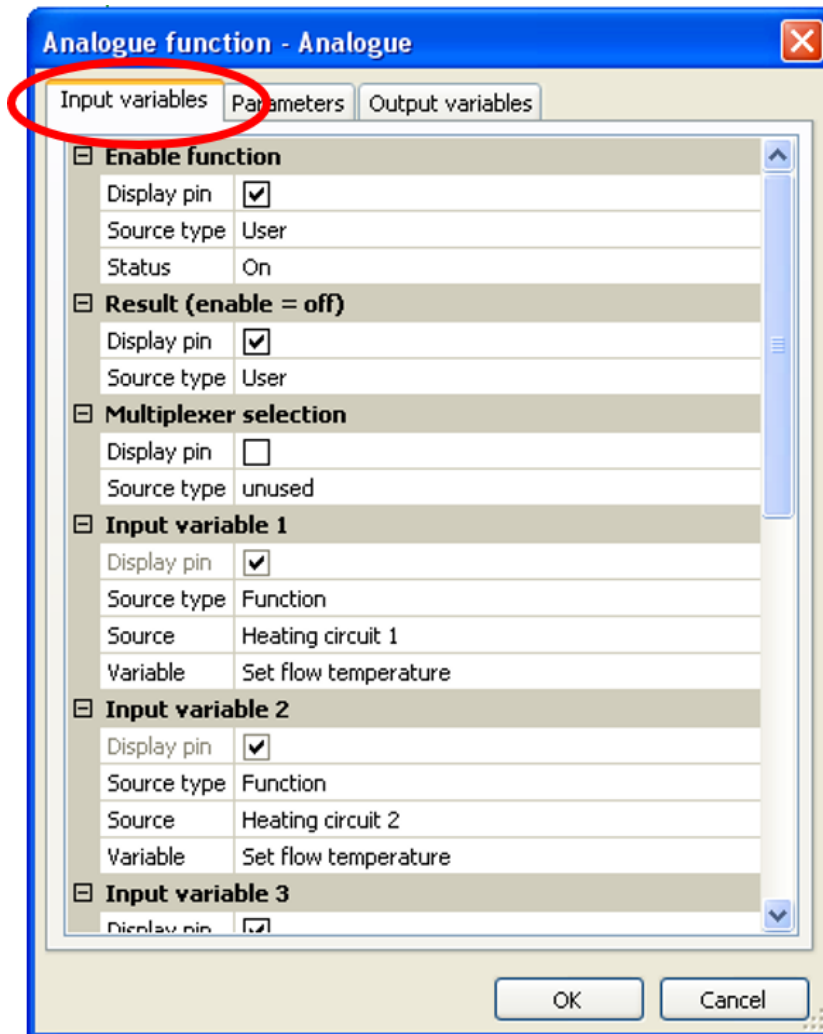 Analogue function - Analogue
Input variables Parameters Output variables
Enable function
Display pin
Source type User
Status On
Result (enable = off)
Display pin
Source type User
Multiplexer selection
Display pin
Source type unused
Input variable 1
Display pin
Source type Function
Source Heating circuit 1
Variable Set flow temperature
Input variable 2
Display pin
Source type Function
Source Heating circuit 2
Variable Set flow temperature
Input variable 3
Display pin
OK Cancel